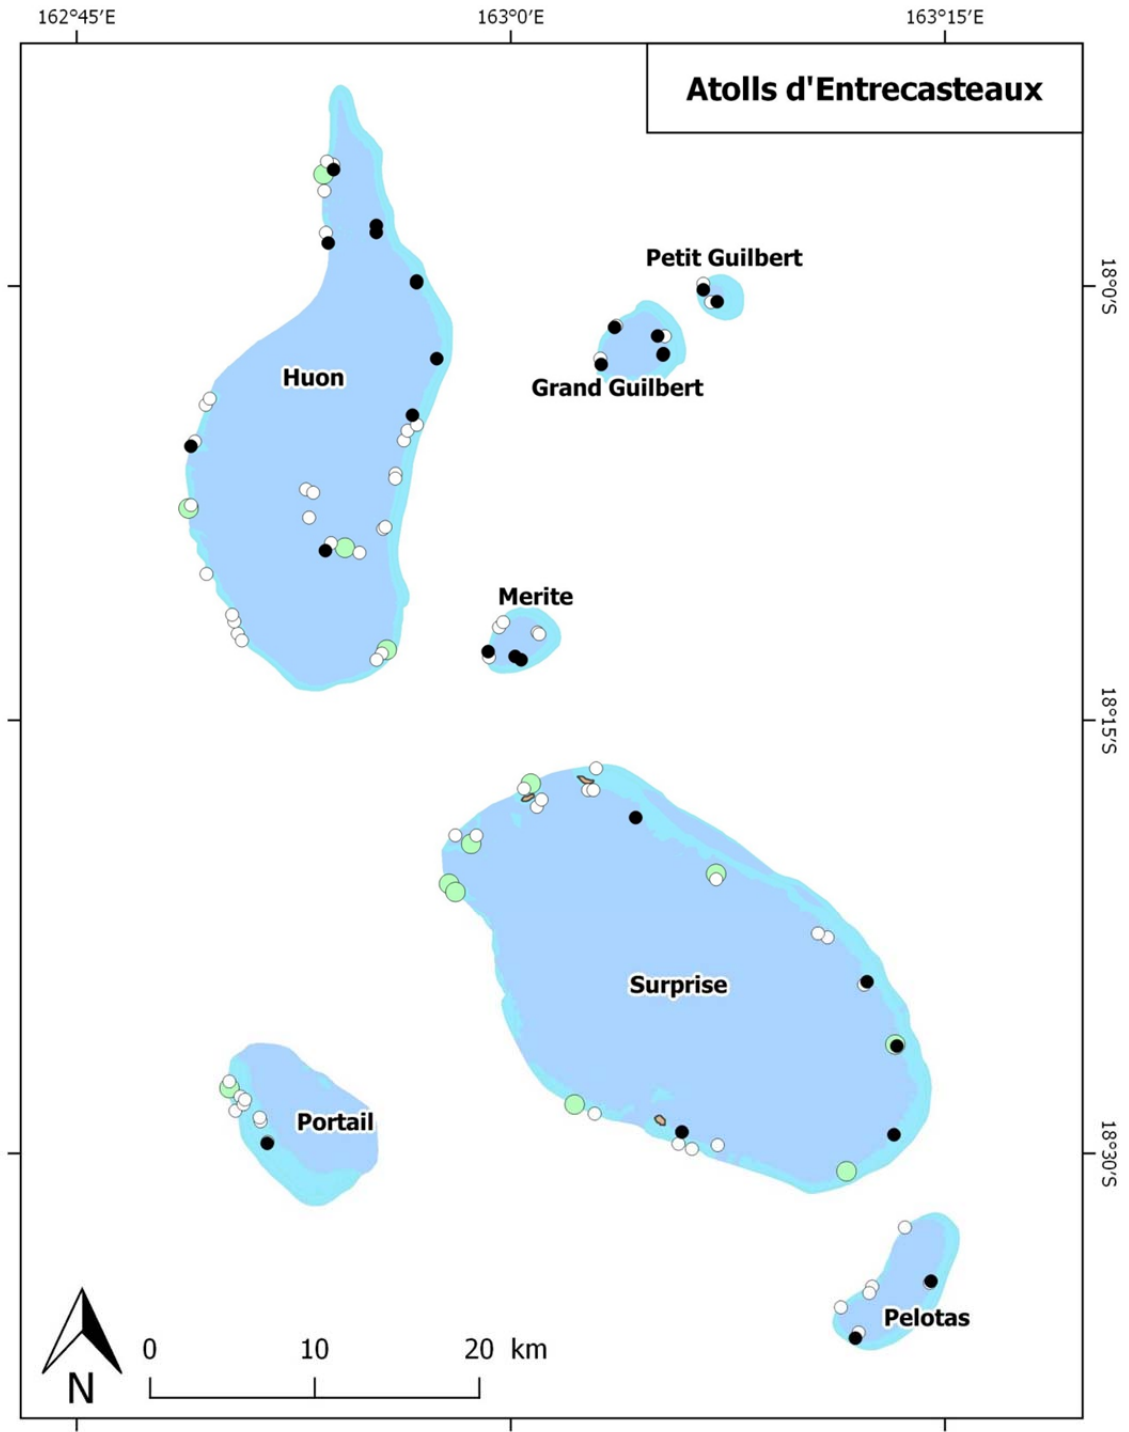 162°45′E 163°0′E 163°15′E
Atolls d'Entrecasteaux
Petit Guilbert
18°0′S
Huon
Grand Guilbert
Merite
18°15′S
Surprise
Portail
18°30′S
Pelotas
0 10 20 km
N